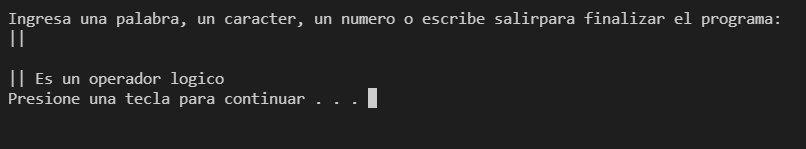 Ingresa una palabra, un caracter, un numero o escribe salirpara finalizar el programa:
||
|| Es un operador logico
Presione una tecla para continuar . . .